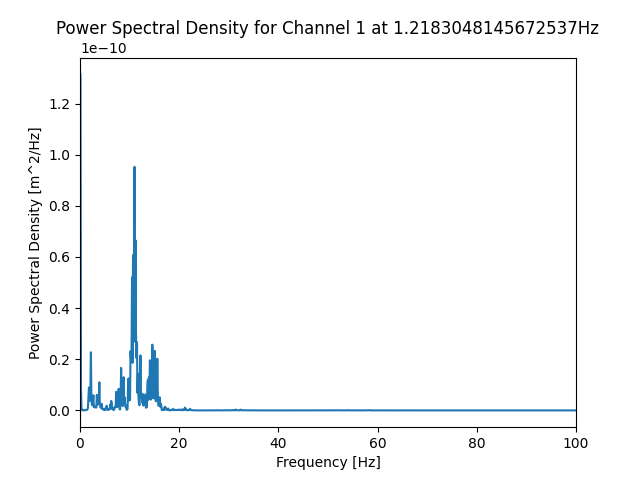 Power Spectral Density for Channel 1 at 1.2183048145672537Hz
1e−10
1.2
1.0
0.8
0.6
0.4
0.2
0.0
Power Spectral Density [m^2/Hz]
0 20 40 60 80 100
Frequency [Hz]